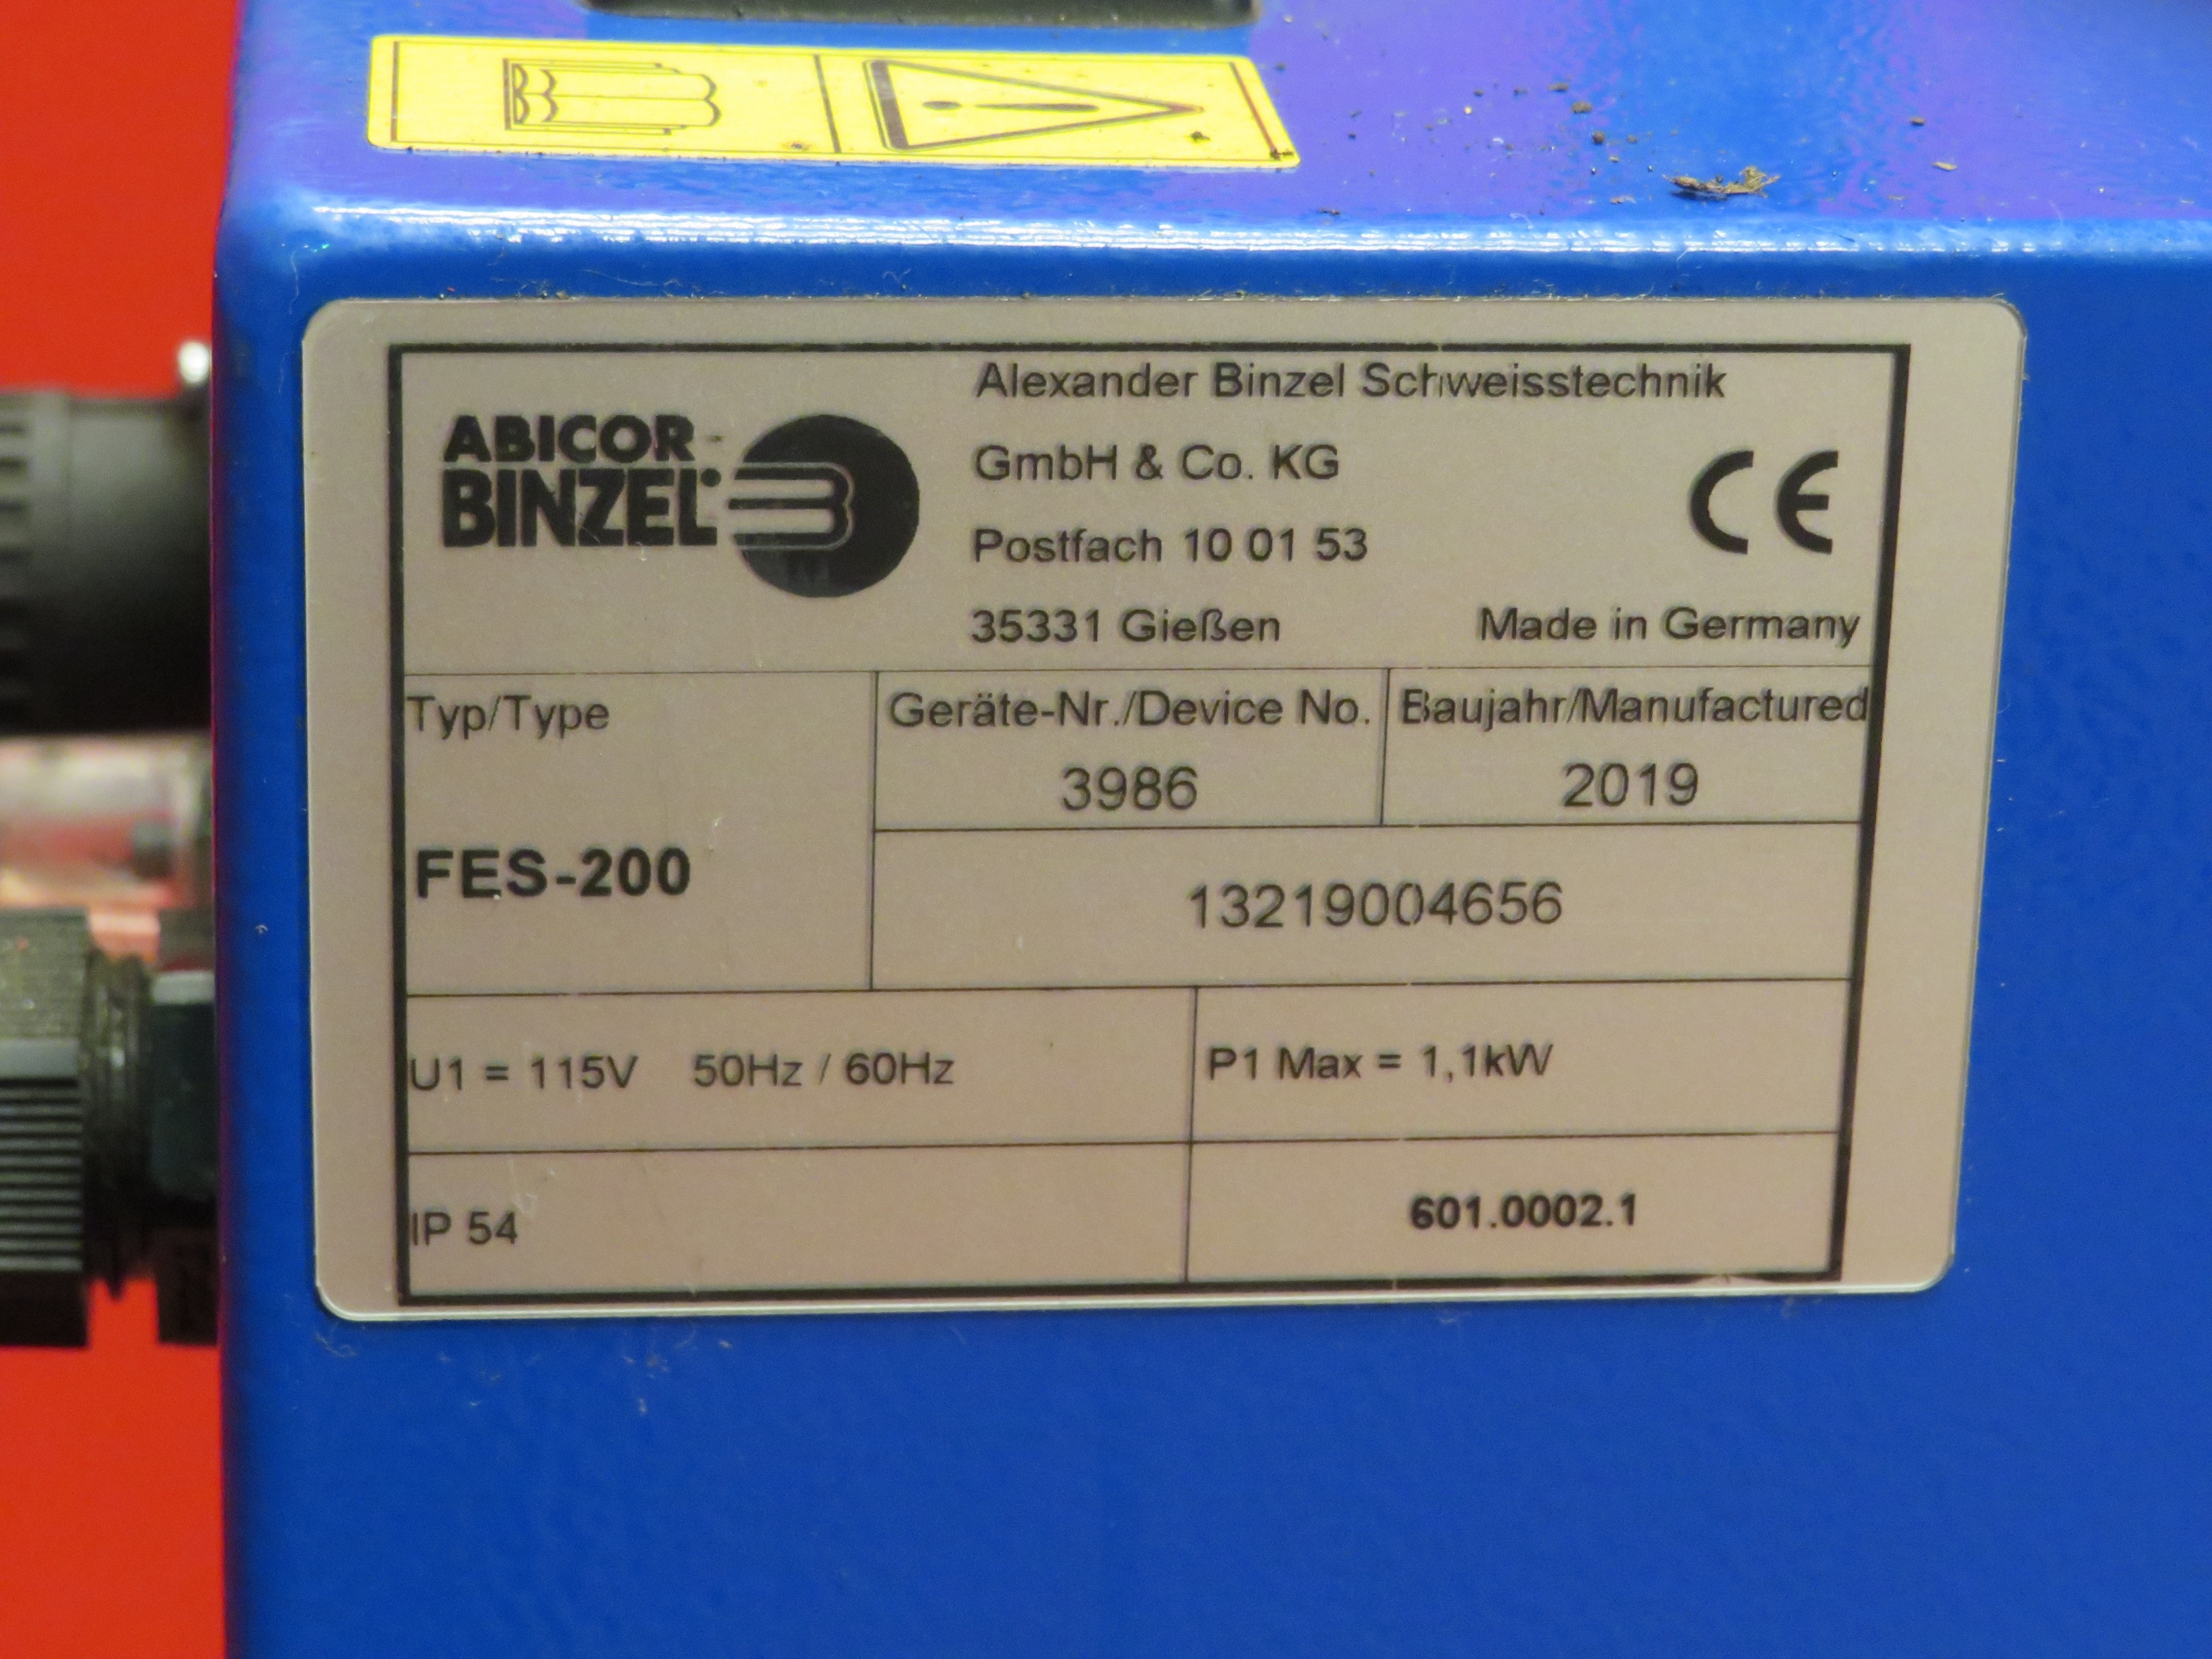 ABICOR
BINZEL
Alexander Binzel Schweisstechnik
GmbH & Co. KG
Postfach 10 01 53
35331 Gießen
CE
Made in Germany
Typ/Type
FES-200
Geräte-Nr./Device No.
3986
Baujahr/Manufactured
2019
13219004656
U1 = 115V 50Hz / 60Hz
P1 Max = 1,1kW
IP 54
601.0002.1